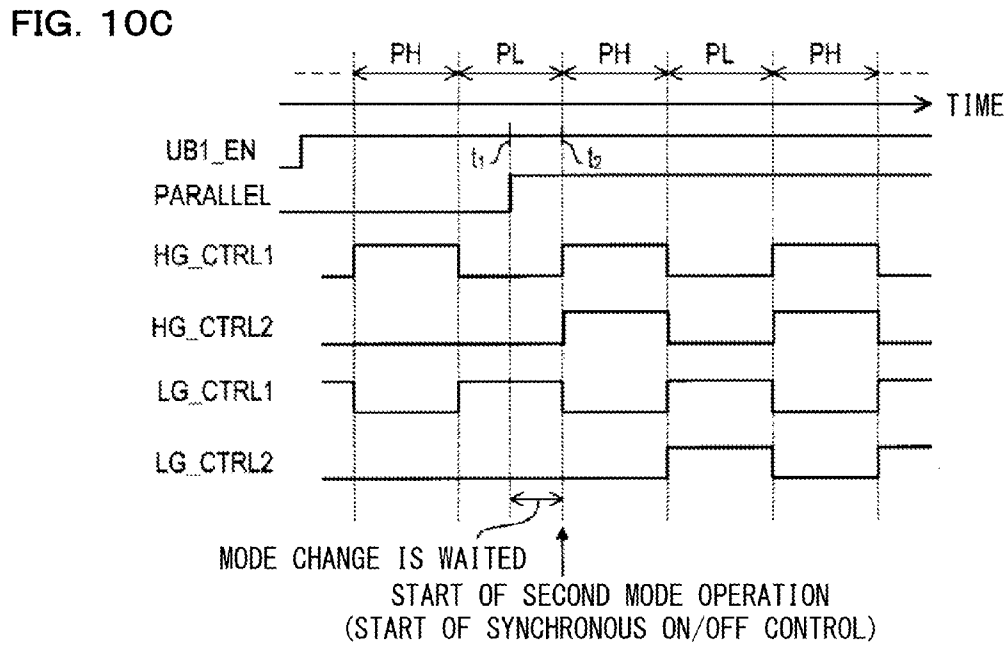 FIG. 10C
PH PL PH PL PH
TIME
UB1_EN
t₁ t₂
PARALLEL
HG_CTRL1
HG_CTRL2
LG_CTRL1
LG_CTRL2
MODE CHANGE IS WAITED
START OF SECOND MODE OPERATION
(START OF SYNCHRONOUS ON/OFF CONTROL)